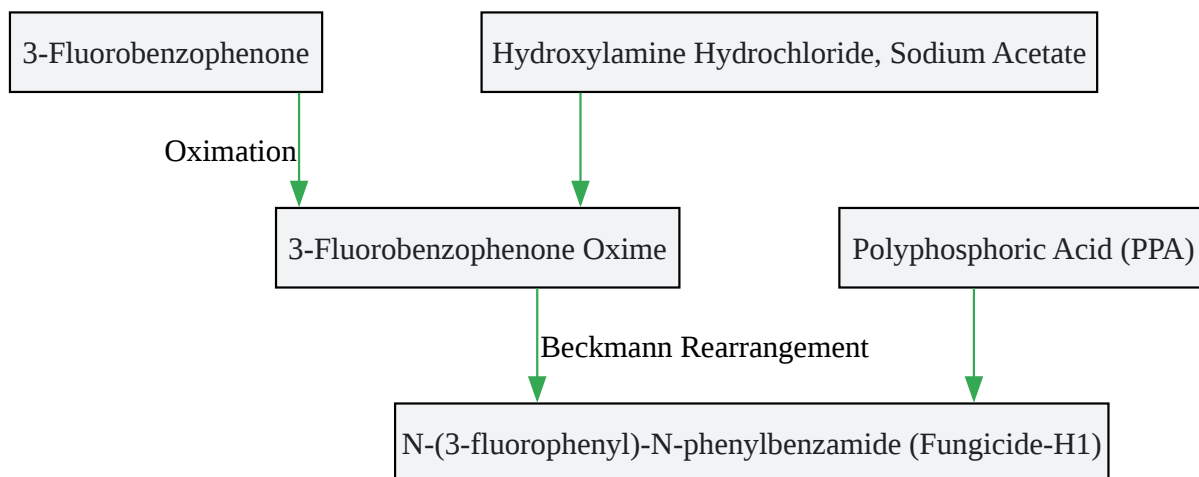 3-Fluorobenzophenone
Hydroxylamine Hydrochloride, Sodium Acetate
Oximation
3-Fluorobenzophenone Oxime
Polyphosphoric Acid (PPA)
Beckmann Rearrangement
N-(3-fluorophenyl)-N-phenylbenzamide (Fungicide-H1)